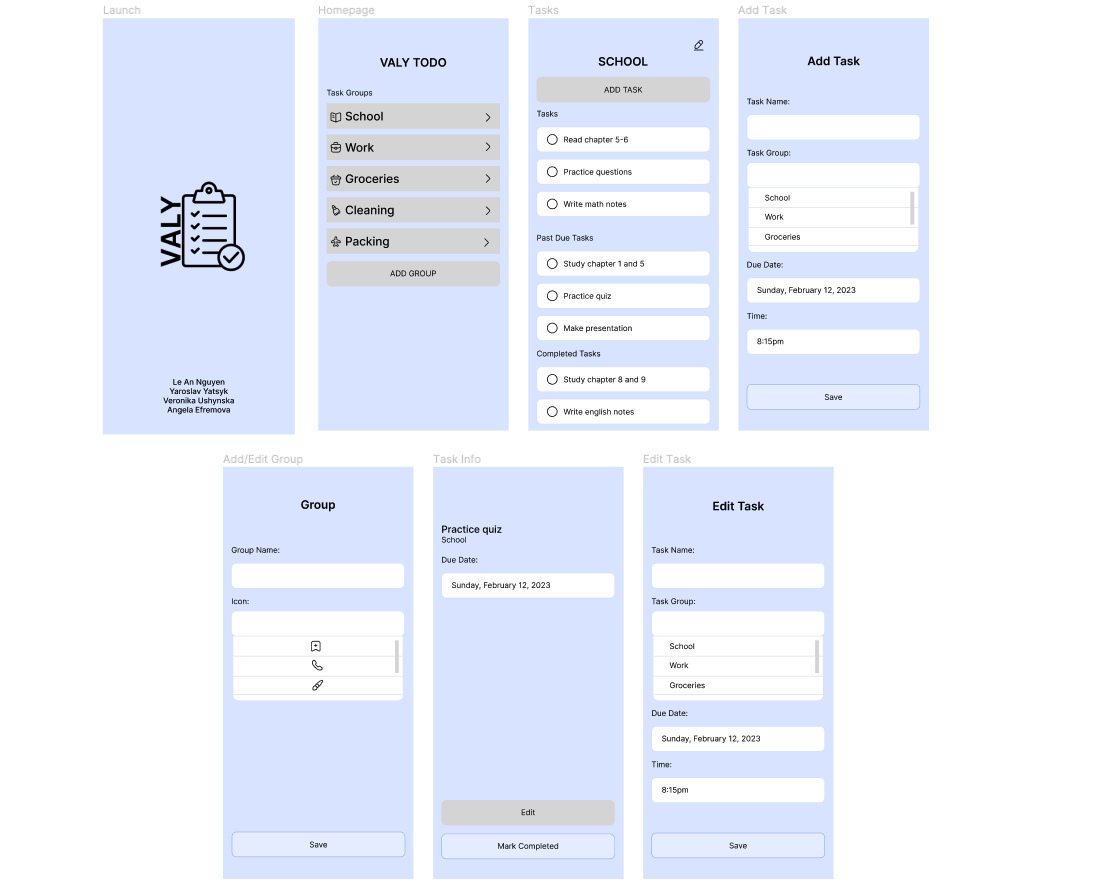 Launch
VALY
Le An Nguyen
Yaroslav Yatsyk
Veronika Ushynska
Angela Efremova
Homepage
VALY TODO
Task Groups
School
Work
Groceries
Cleaning
Packing
ADD GROUP
Tasks
SCHOOL
ADD TASK
Tasks
Read chapter 5-6
Practice questions
Write math notes
Past Due Tasks
Study chapter 1 and 5
Practice quiz
Make presentation
Completed Tasks
Study chapter 8 and 9
Write english notes
Add Task
Add Task
Task Name:
Task Group:
School
Work
Groceries
Due Date:
Sunday, February 12, 2023
Time:
8:15pm
Save
Add/Edit Group
Group
Group Name:
Icon:
Save
Task Info
Practice quiz
School
Due Date:
Sunday, February 12, 2023
Edit
Mark Completed
Edit Task
Edit Task
Task Name:
Task Group:
School
Work
Groceries
Due Date:
Sunday, February 12, 2023
Time:
8:15pm
Save